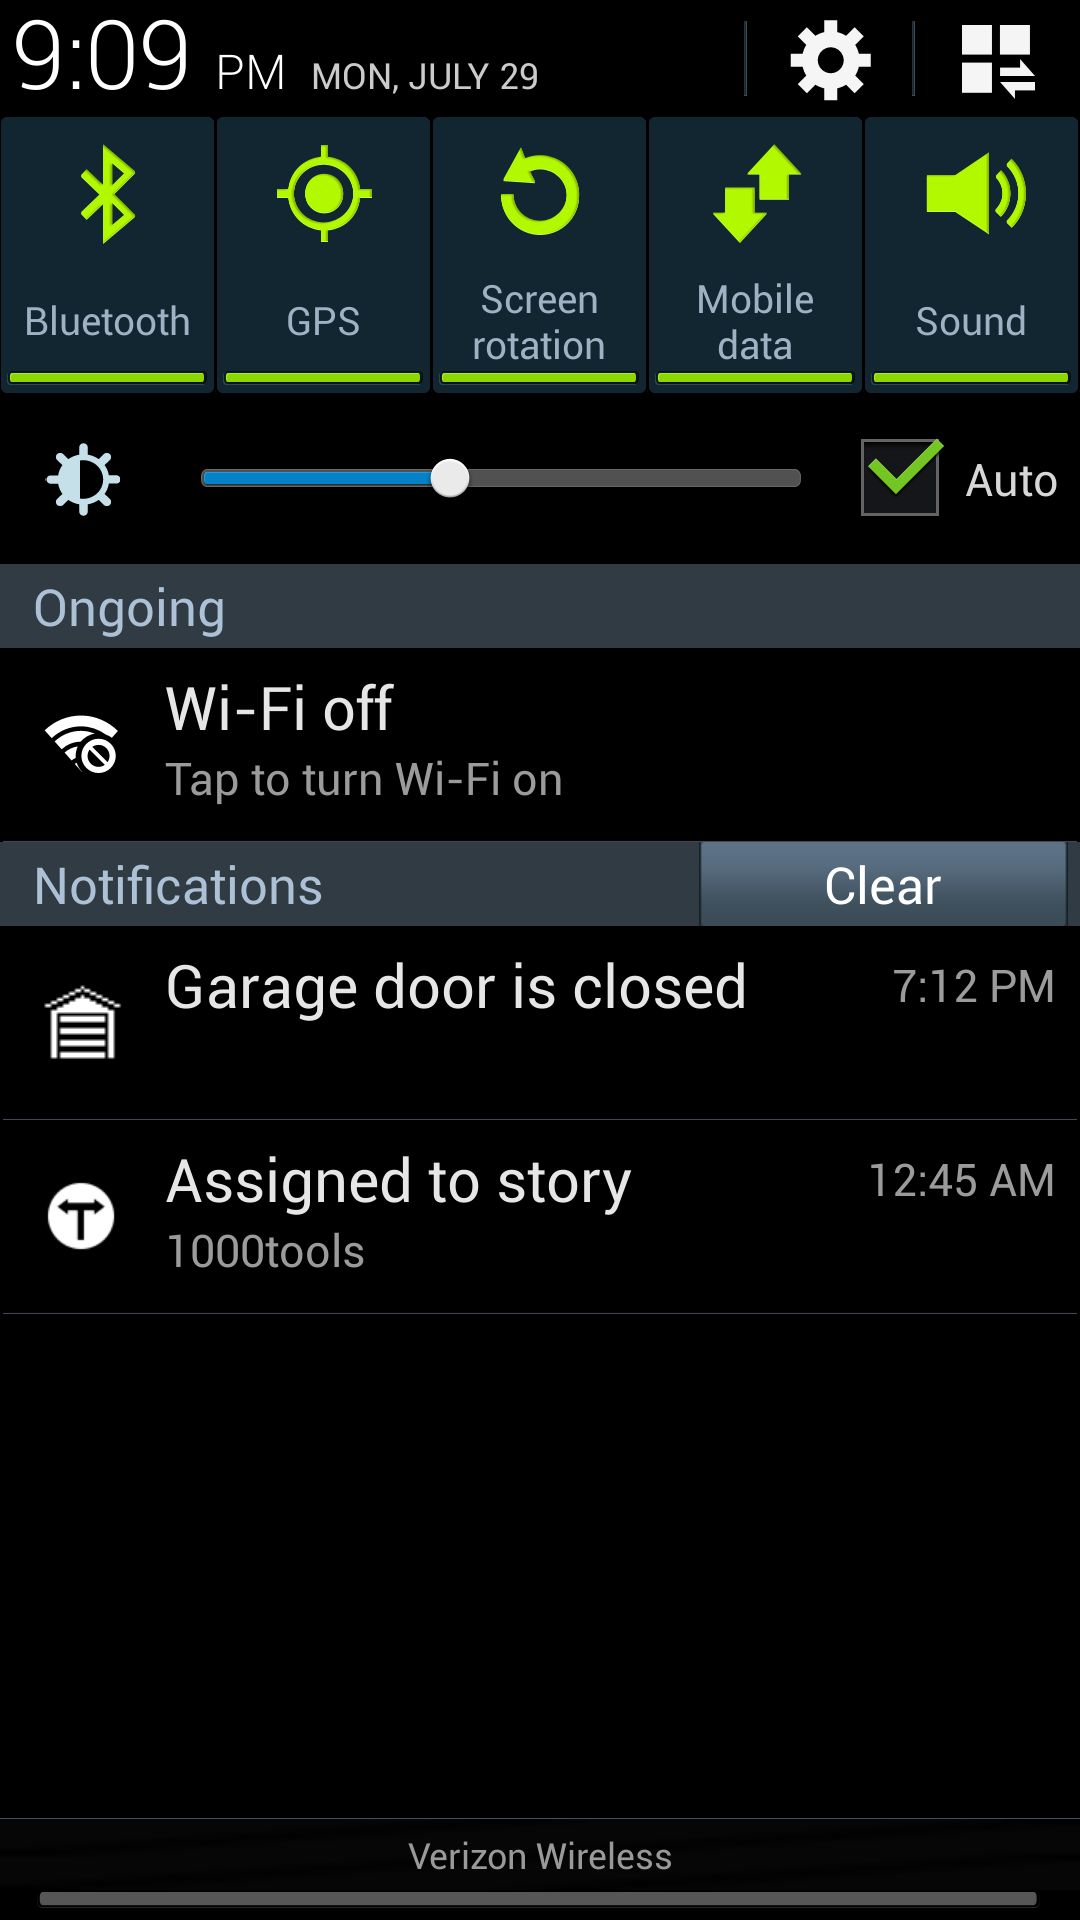 9:09 PM MON, JULY 29
Bluetooth
GPS
Screen
rotation
Mobile
data
Sound
Auto
Ongoing
Wi-Fi off
Tap to turn Wi-Fi on
Notifications
Clear
Garage door is closed 7:12 PM
Assigned to story 12:45 AM
1000tools
Verizon Wireless